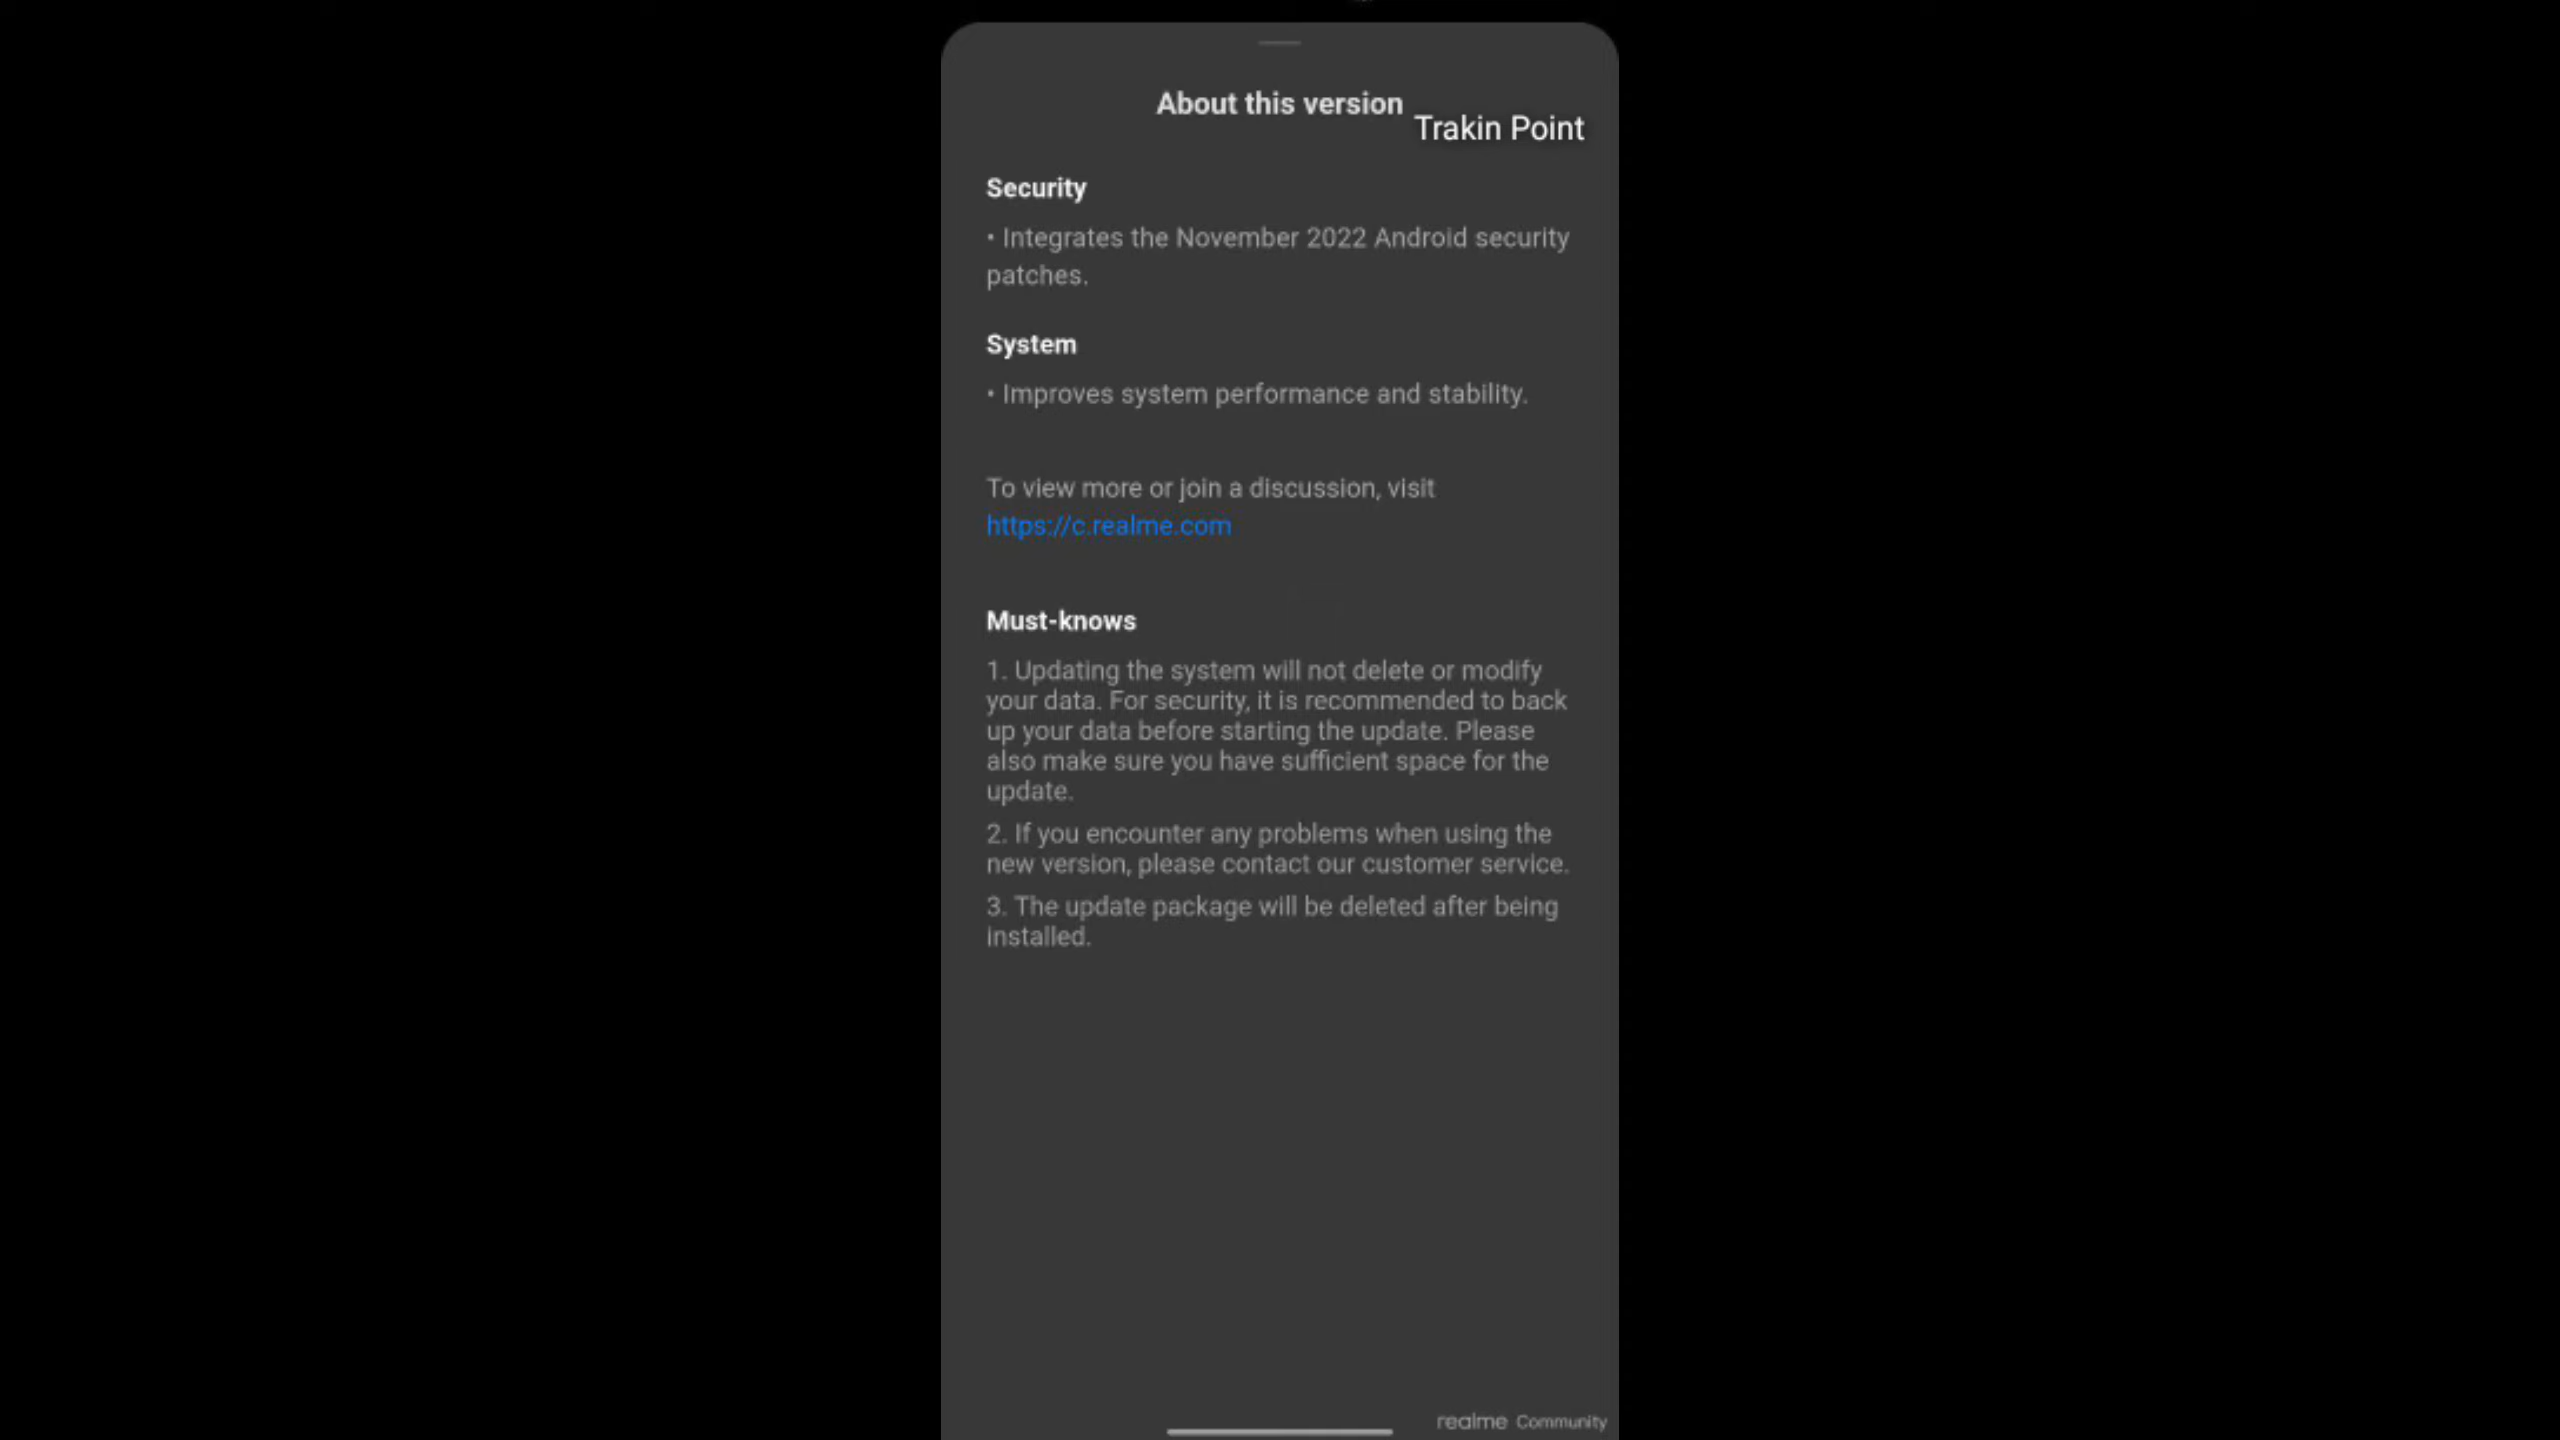 About this version
Trakin Point
Security
• Integrates the November 2022 Android security
patches.
System
• Improves system performance and stability.
To view more or join a discussion, visit
https://c.realme.com
Must-knows
1. Updating the system will not delete or modify
your data. For security, it is recommended to back
up your data before starting the update. Please
also make sure you have sufficient space for the
update.
2. If you encounter any problems when using the
new version, please contact our customer service.
3. The update package will be deleted after being
installed.
realme Community